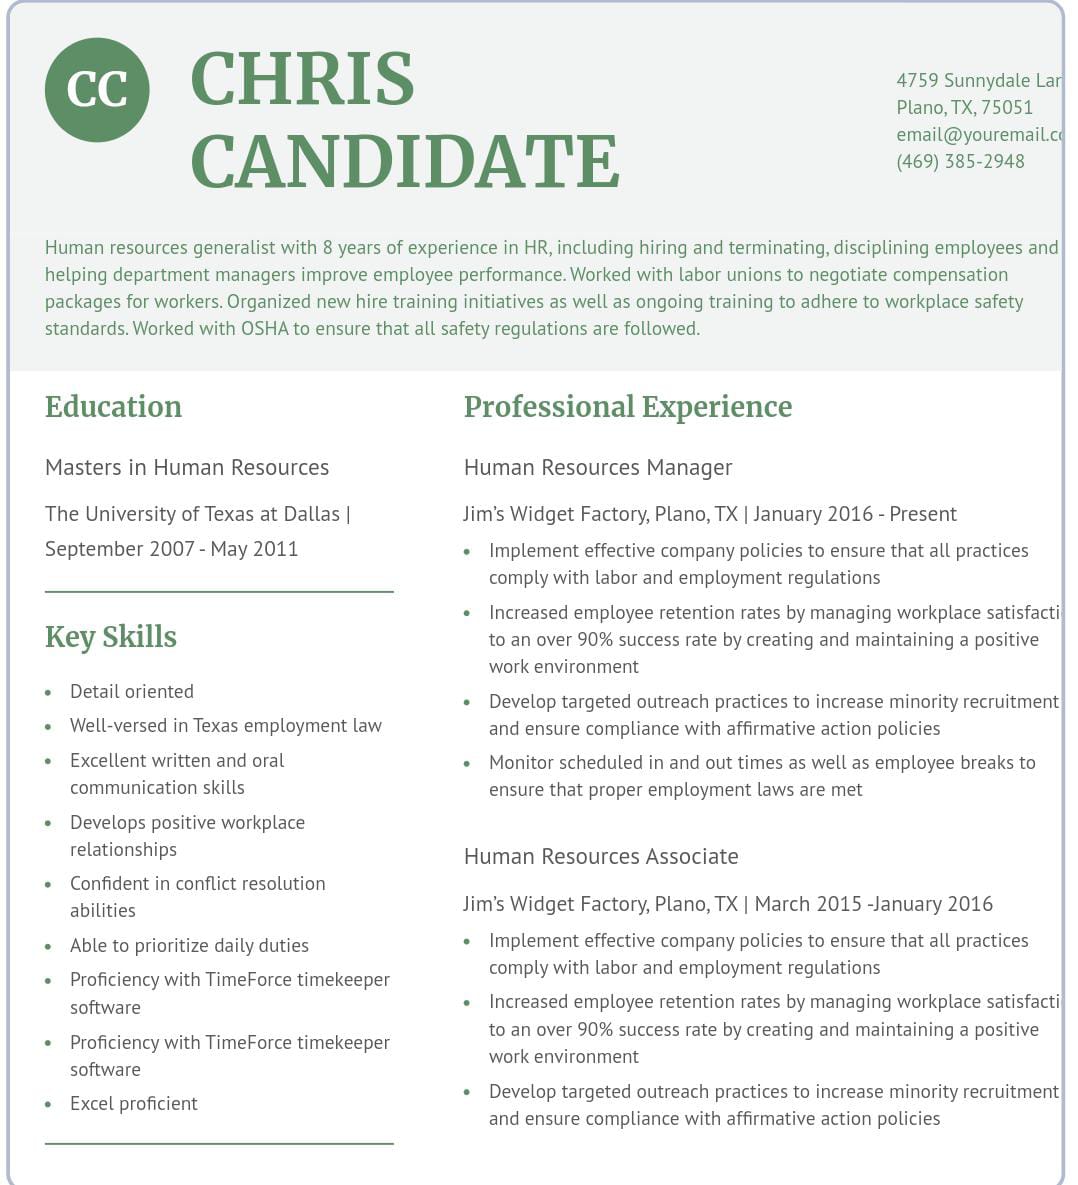 CC
CHRIS
CANDIDATE
4759 Sunnydale
Plano, TX, 75051
(469) 385-2948
Human resources generalist with 8 years of experience in HR, including hiring and terminating, disciplining employees and
helping department managers improve employee performance. Worked with labor unions to negotiate compensation
packages for workers. Organized new hire training initiatives as well as ongoing training to adhere to workplace safety
standards. Worked with OSHA to ensure that all safety regulations are followed.
Education
Masters in Human Resources
The University of Texas at Dallas |
September 2007 - May 2011
Key Skills
• Detail oriented
• Well-versed in Texas employment law
• Excellent written and oral
communication skills
• Develops positive workplace
relationships
• Confident in conflict resolution
abilities
• Able to prioritize daily duties
• Proficiency with TimeForce timekeeper
software
• Proficiency with TimeForce timekeeper
software
• Excel proficient
Professional Experience
Human Resources Manager
Jim's Widget Factory, Plano, TX | January 2016 - Present
• Implement effective company policies to ensure that all practices
comply with labor and employment regulations
• Increased employee retention rates by managing workplace
to an over 90% success rate by creating and maintaining a positive
work environment
• Develop targeted outreach practices to increase minority recruitment
and ensure compliance with affirmative action policies
• Monitor scheduled in and out times as well as employee breaks to
ensure that proper employment laws are met
Human Resources Associate
Jim's Widget Factory, Plano, TX | March 2015 -January 2016
• Implement effective company policies to ensure that all practices
comply with labor and employment regulations
• Increased employee retention rates by managing workplace
to an over 90% success rate by creating and maintaining a positive
work environment
• Develop targeted outreach practices to increase minority recruitment
and ensure compliance with affirmative action policies